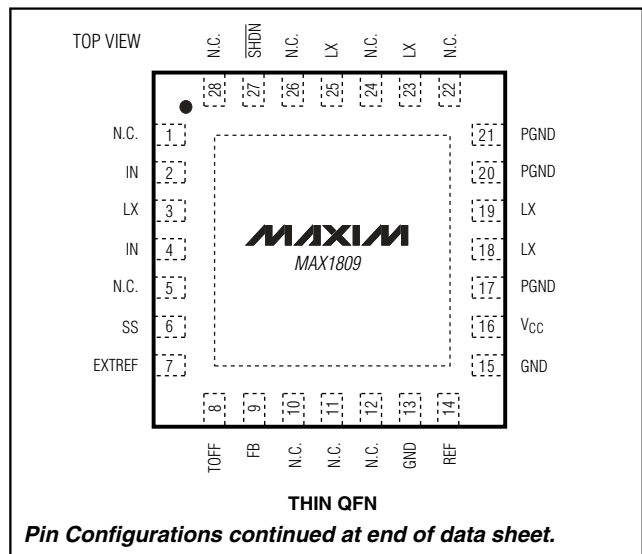 TOP VIEW
N.C.
SHDN
N.C.
LX
N.C.
LX
N.C.
28
27
26
25
24
23
22
N.C. 1
IN 2
LX 3
IN 4
N.C. 5
SS 6
EXTREF 7
MAXIM
MAX1809
21 PGND
20 PGND
19 LX
18 LX
17 PGND
16 VCC
15 GND
8
9
10
11
12
13
14
TOFF
FB
N.C.
N.C.
N.C.
GND
REF
THIN QFN
Pin Configurations continued at end of data sheet.